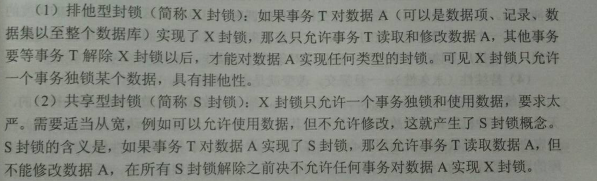 （1）排他型封锁（简称 X 封锁）：如果事务 T 对数据 A（可以是数据项、记录、数
据集以至整个数据库）实现了 X 封锁，那么只允许事务 T 读取和修改数据 A，其他事务
要等事务 T 解除 X 封锁以后，才能对数据 A 实现任何类型的封锁。可见 X 封锁只允许
一个事务独锁某个数据，具有排他性。
（2）共享型封锁（简称 S 封锁）：X 封锁只允许一个事务独锁和使用数据，要求太
严。需要适当从宽，例如可以允许使用数据，但不允许修改，这就产生了 S 封锁概念。
S 封锁的含义是，如果事务 T 对数据 A 实现了 S 封锁，那么允许事务 T 读取数据 A，但
不能修改数据 A，在所有 S 封锁解除之前决不允许任何事务对数据 A 实现 X 封锁。